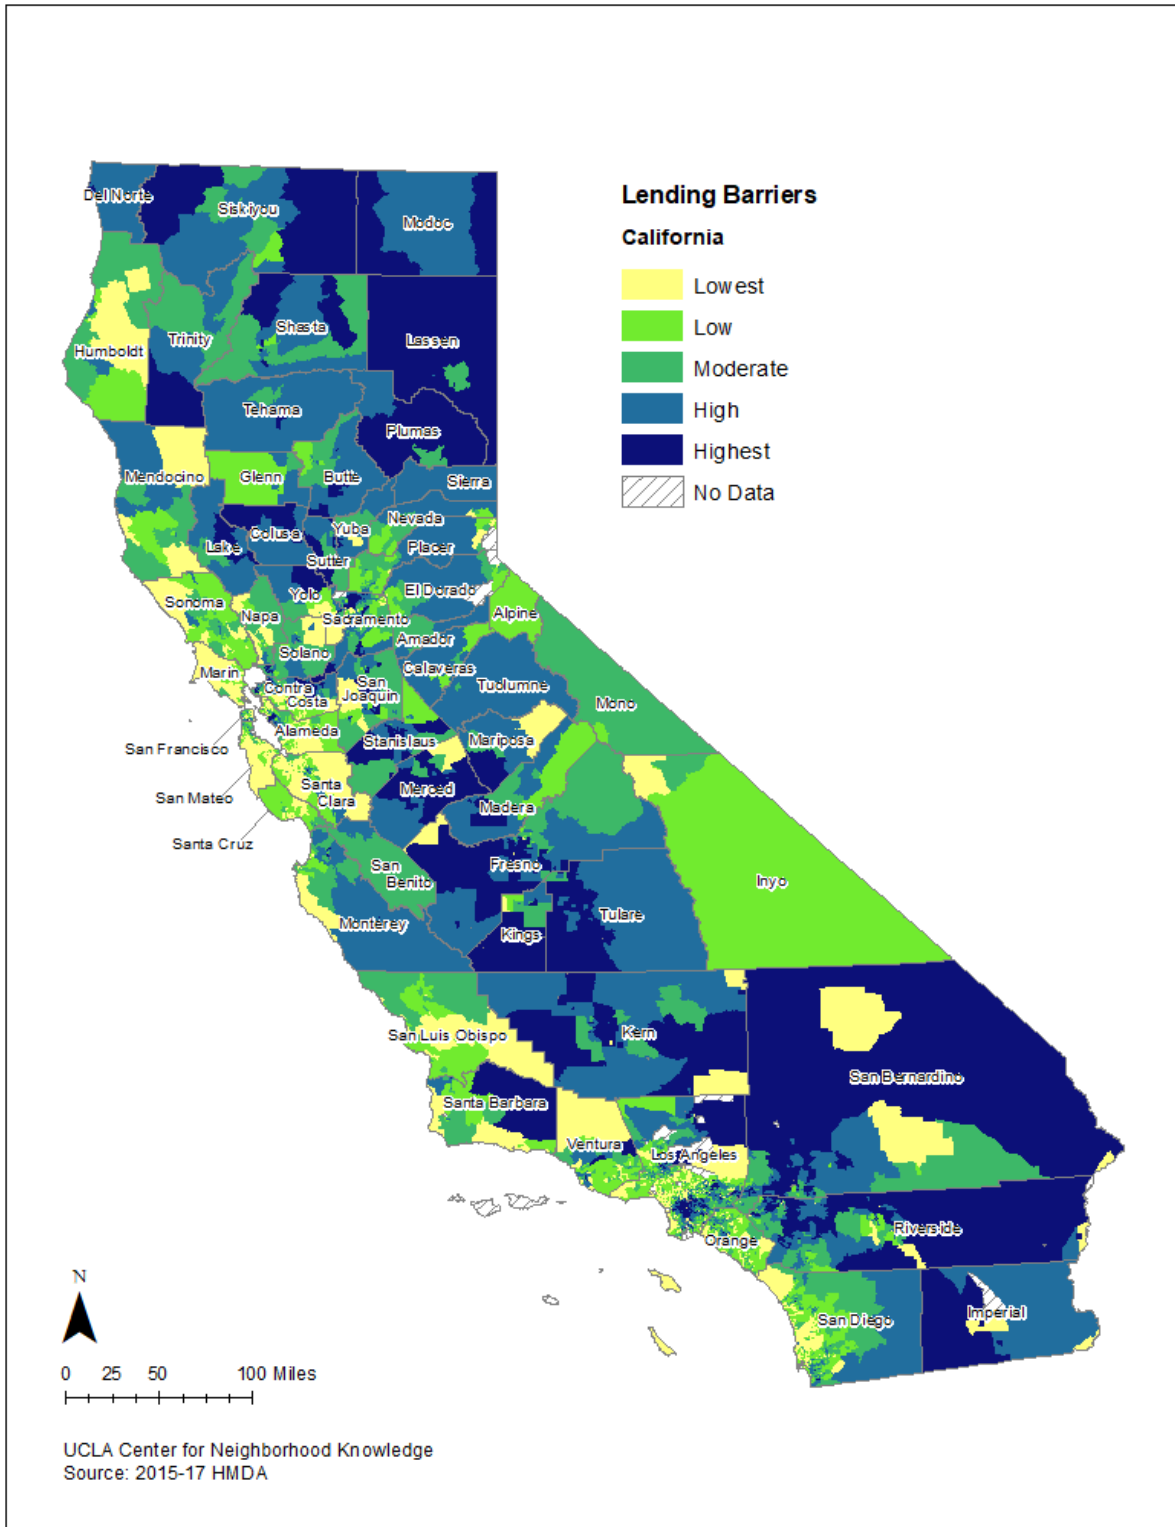 Lending Barriers
California
Lowest
Low
Moderate
High
Highest
No Data
Del Norte
Siskiyou
Modoc
Humboldt
Trinity
Shasta
Lassen
Tehama
Plumas
Mendocino
Glenn
Butte
Sierra
Lake
Colusa
Yuba
Nevada
Sutter
Placer
Sonoma
Napa
Yolo
El Dorado
Sacramento
Alpine
Solano
Amador
Marin
Contra
Costa
San
Joaquin
Calaveras
Tuolumne
Mono
San Francisco
Alameda
Stanislaus
Mariposa
San Mateo
Santa
Clara
Merced
Madera
Santa Cruz
San
Benito
Fresno
Inyo
Monterey
Kings
Tulare
San Luis Obispo
Kern
San Bernardino
Santa Barbara
Ventura
Los Angeles
Orange
Riverside
San Diego
Imperial
N
0 25 50 100 Miles
UCLA Center for Neighborhood Knowledge
Source: 2015-17 HMDA